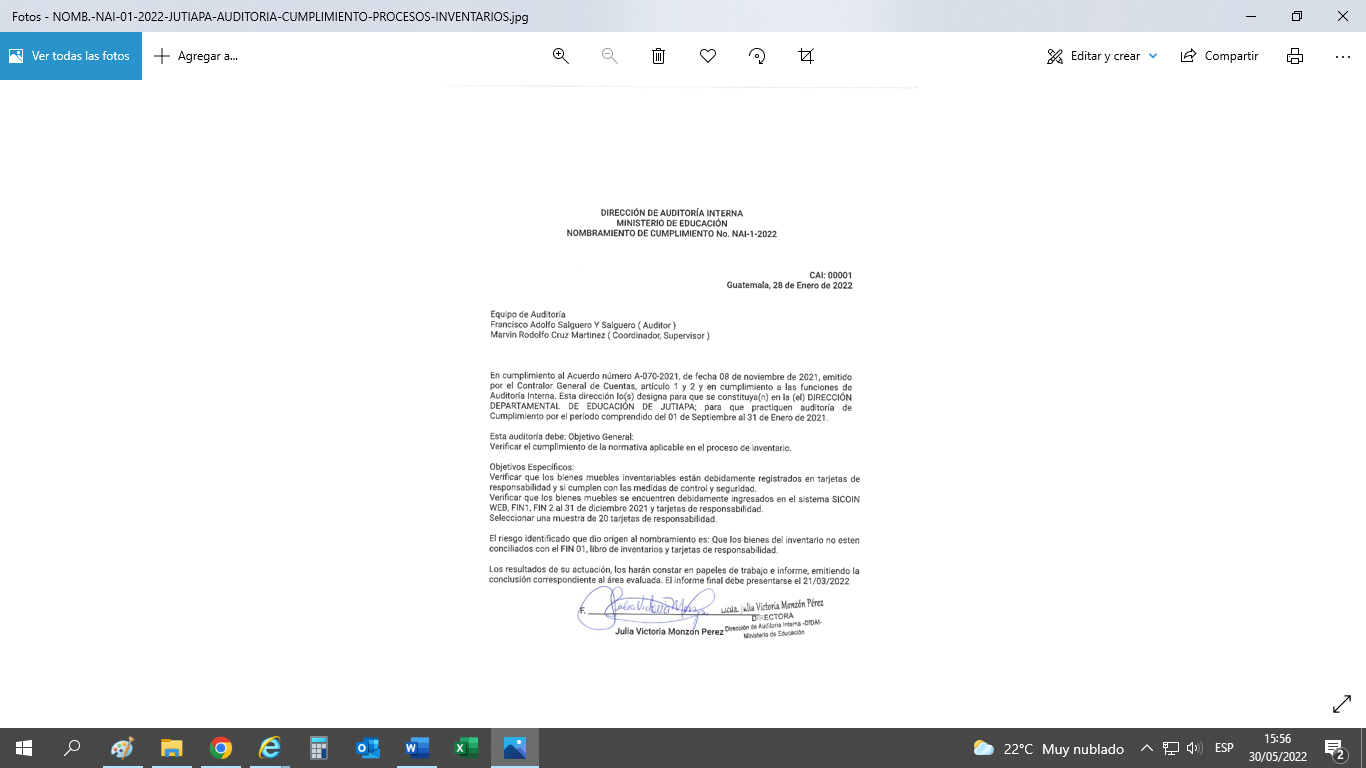 Fotos - NOMB.-NAI-01-2022-JUTIAPA-AUDITORIA-CUMPLIMIENTO-PROCESOS-INVENTARIOS.jpg
Ver todas las fotos
Agregar a...
Editar y crear
Compartir
DIRECCIÓN DE AUDITORÍA INTERNA
MINISTERIO DE EDUCACIÓN
NOMBRAMIENTO DE CUMPLIMIENTO No. NAI-1-2022
CAI: 00001
Guatemala, 28 de Enero de 2022
Equipo de Auditoría
Francisco Adolfo Salguero Y Salguero ( Auditor )
Marvin Rodolfo Cruz Martinez ( Coordinador, Supervisor )
En cumplimiento al Acuerdo número A-070-2021, de fecha 08 de noviembre de 2021, emitido
por el Contralor General de Cuentas, artículo 1 y 2 y en cumplimiento a las funciones de
Auditoría Interna. Esta dirección lo(s) designa para que se constituya(n) en la (el) DIRECCIÓN
DEPARTAMENTAL DE EDUCACIÓN DE JUTIAPA; para que practiquen auditoría de
Cumplimiento por el período comprendido del 01 de Septiembre al 31 de Enero de 2021.
Esta auditoría debe: Objetivo General:
Verificar el cumplimiento de la normativa aplicable en el proceso de inventario.
Objetivos Específicos:
Verificar que los bienes muebles inventariables están debidamente registrados en tarjetas de
responsabilidad y si cumplen con las medidas de control y seguridad.
Verificar que los bienes muebles se encuentren debidamente ingresados en el sistema SICOIN
WEB, FIN1, FIN 2 al 31 de diciembre 2021 y tarjetas de responsabilidad.
Seleccionar una muestra de 20 tarjetas de responsabilidad.
El riesgo identificado que dio origen al nombramiento es: Que los bienes del inventario no esten
conciliados con el FIN 01, libro de inventarios y tarjetas de responsabilidad.
Los resultados de su actuación, los harán constar en papeles de trabajo e informe, emitiendo la
conclusión correspondiente al área evaluada. El informe final debe presentarse el 21/03/2022
F.
Julia Victoria Monzon Perez
Licda. Julia Victoria Monzón Pérez
DIRECTORA
Dirección de Auditoría Interna -DIDAI-
Ministerio de Educación
22°C Muy nublado
ESP
15:56
30/05/2022
2